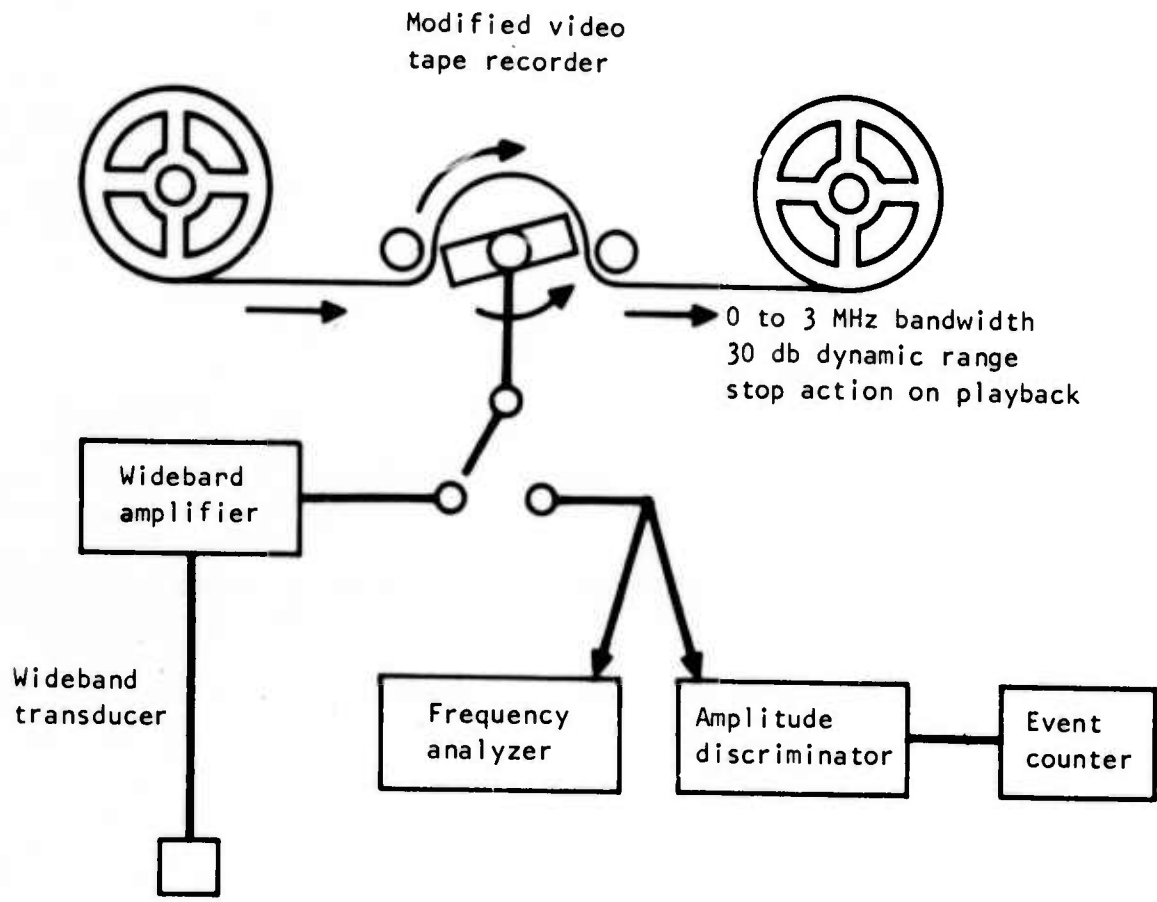 Modified video
tape recorder
0 to 3 MHz bandwidth
30 db dynamic range
stop action on playback
Widebard
amplifier
Wideband
transducer
Frequency
analyzer
Amplitude
discriminator
Event
counter